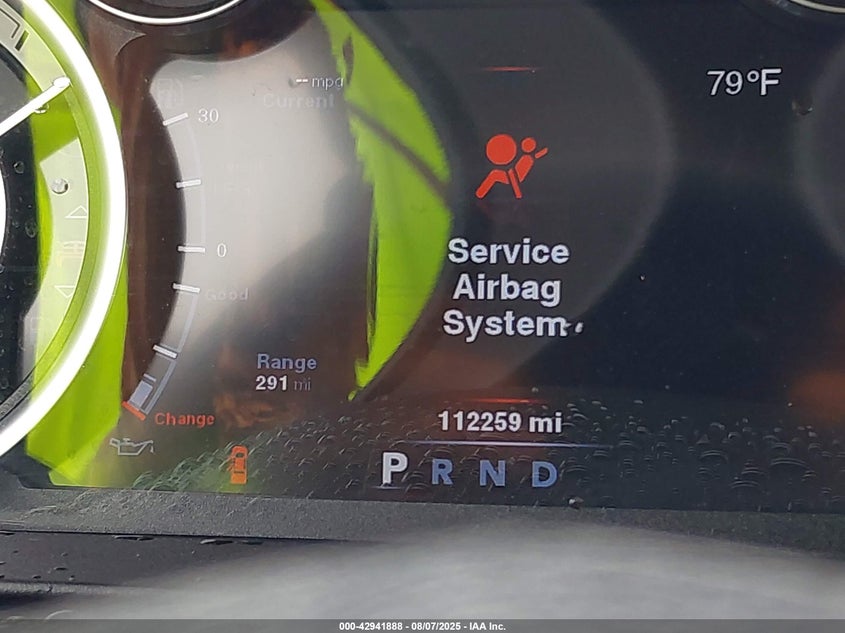 -- mpg
Current
30
0
Good
Change
Range
291 mi
79°F
Service
Airbag
System
112259 mi
P R N D
000-42941888 - 08/07/2025 - IAA Inc.